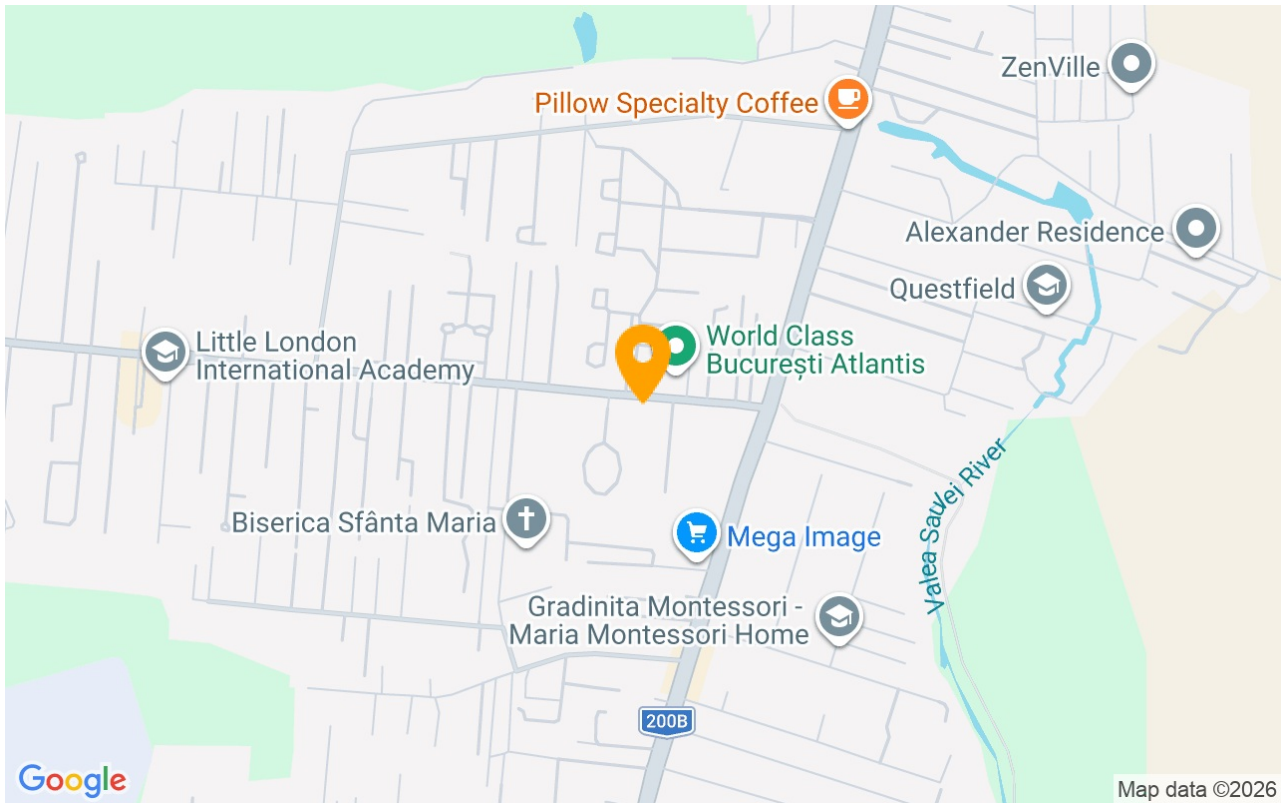 ZenVille
Pillow Specialty Coffee
Alexander Residence
Questfield
World Class
București Atlantis
Little London
International Academy
Valea Saulei River
Biserica Sfânta Maria
Mega Image
Gradinita Montessori -
Maria Montessori Home
200B
Google
Map data ©2026